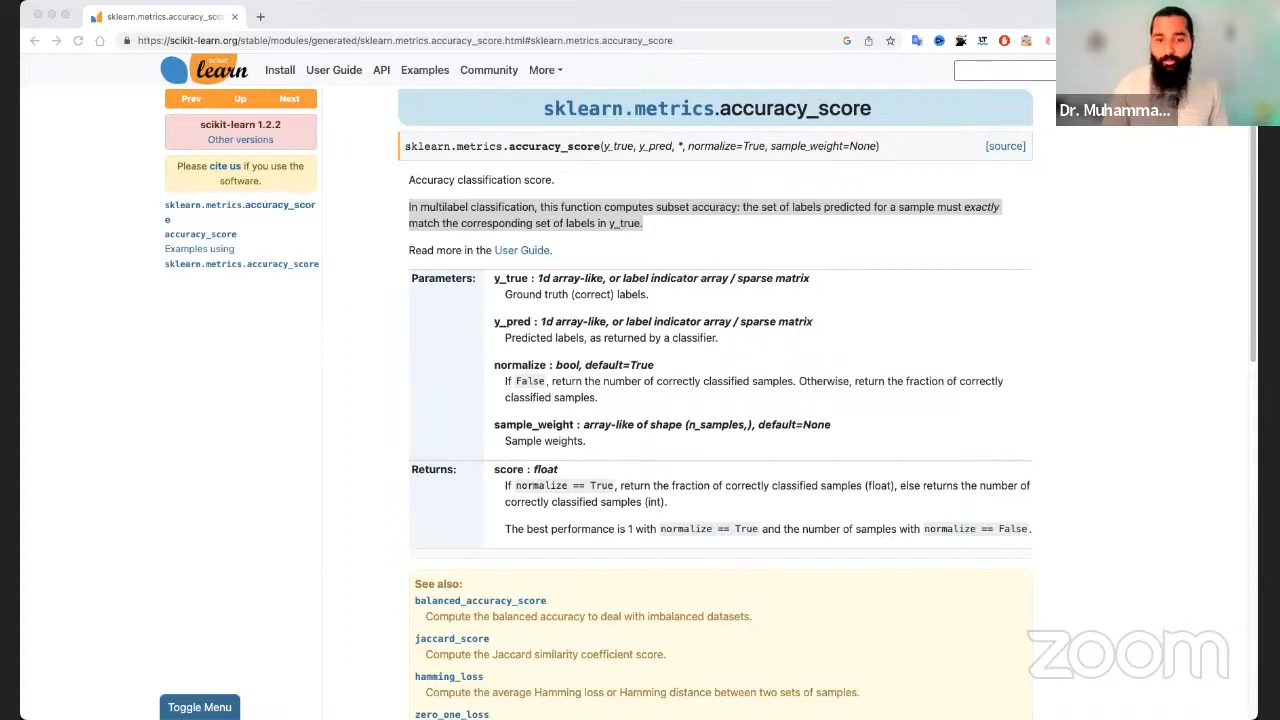 sklearn.metrics.accuracy_scor
https://scikit-learn.org/stable/modules/generated/sklearn.metrics.accuracy_score.html#sklearn.metrics.accuracy_score
scikit
learn
Install User Guide API Examples Community More
Prev Up Next
scikit-learn 1.2.2
Other versions
Please cite us if you use the
software.
sklearn.metrics.accuracy_scor
e
accuracy_score
Examples using
sklearn.metrics.accuracy_score
Toggle Menu
sklearn.metrics.accuracy_score
sklearn.metrics.accuracy_score(y_true, y_pred, *, normalize=True, sample_weight=None) [source]
Accuracy classification score.
In multilabel classification, this function computes subset accuracy: the set of labels predicted for a sample must exactly
match the corresponding set of labels in y_true.
Read more in the User Guide.
Parameters: y_true : 1d array-like, or label indicator array / sparse matrix
Ground truth (correct) labels.
y_pred : 1d array-like, or label indicator array / sparse matrix
Predicted labels, as returned by a classifier.
normalize : bool, default=True
If False, return the number of correctly classified samples. Otherwise, return the fraction of correctly
classified samples.
sample_weight : array-like of shape (n_samples,), default=None
Sample weights.
Returns: score : float
If normalize == True, return the fraction of correctly classified samples (float), else returns the number of
correctly classified samples (int).
The best performance is 1 with normalize == True and the number of samples with normalize == False.
See also:
balanced_accuracy_score
Compute the balanced accuracy to deal with imbalanced datasets.
jaccard_score
Compute the Jaccard similarity coefficient score.
hamming_loss
Compute the average Hamming loss or Hamming distance between two sets of samples.
zero_one_loss
Dr. Muhamma...
zoom